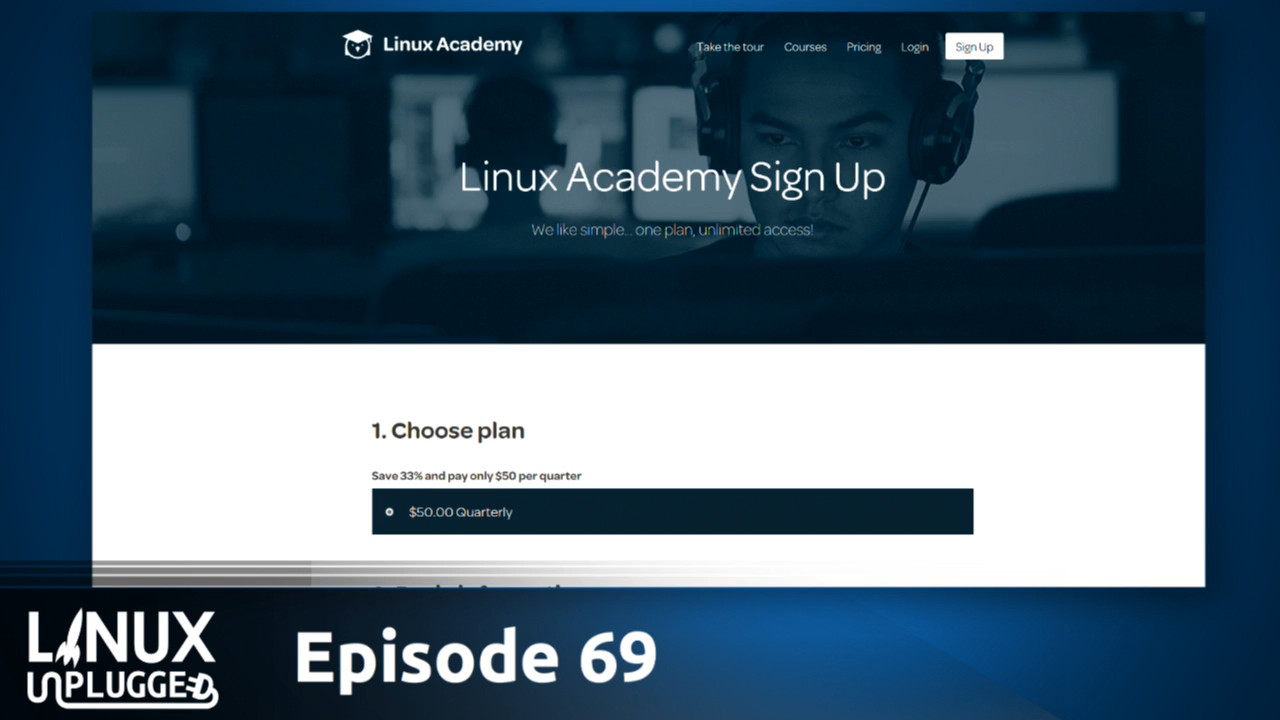 Linux Academy
Take the tour
Courses
Pricing
Login
Sign Up
Linux Academy Sign Up
We like simple... one plan, unlimited access!
1. Choose plan
Save 33% and pay only $50 per quarter
$50.00 Quarterly
LINUX
UNPLUGGED
Episode 69